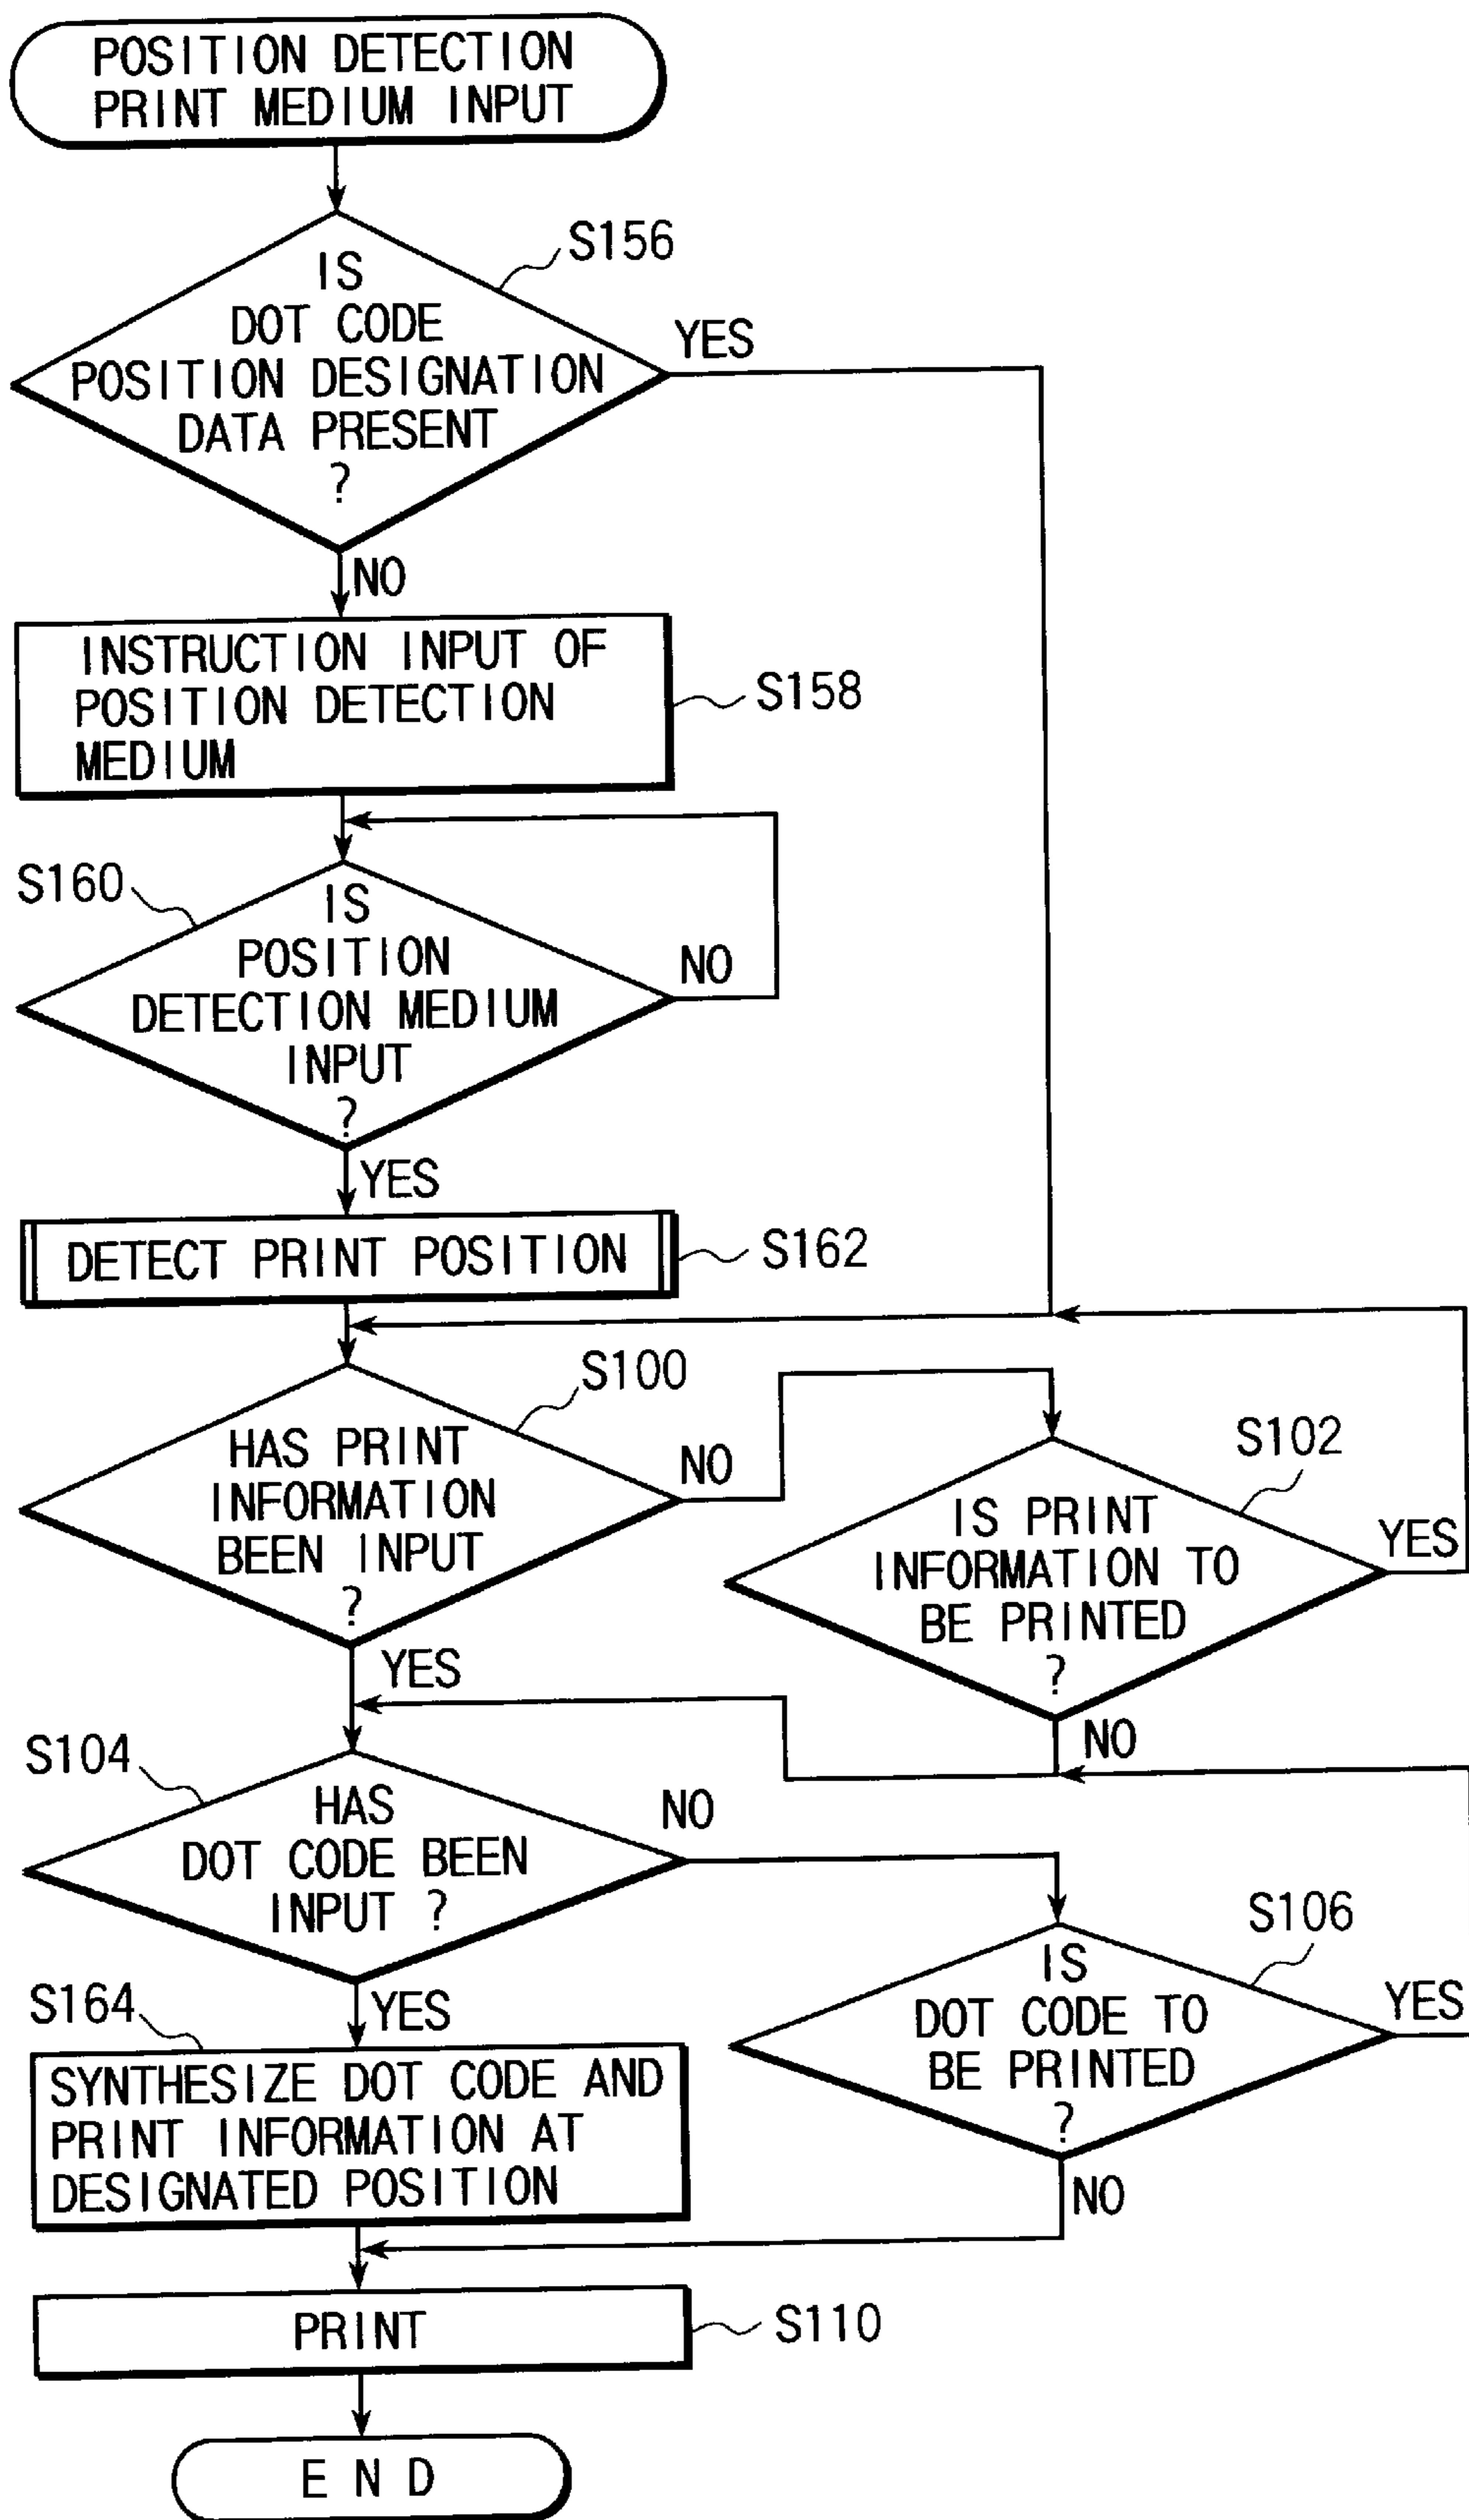 POSITION DETECTION
PRINT MEDIUM INPUT
S156
IS
DOT CODE
POSITION DESIGNATION
DATA PRESENT
?
YES
NO
INSTRUCTION INPUT OF
POSITION DETECTION
MEDIUM
S158
S160
IS
POSITION
DETECTION MEDIUM
INPUT
?
NO
YES
DETECT PRINT POSITION
S162
S100
HAS PRINT
INFORMATION
BEEN INPUT
?
NO
YES
S102
IS PRINT
INFORMATION TO
BE PRINTED
?
YES
NO
S104
HAS
DOT CODE BEEN
INPUT ?
NO
YES
S106
IS
DOT CODE TO
BE PRINTED
?
YES
NO
S164
SYNTHESIZE DOT CODE AND
PRINT INFORMATION AT
DESIGNATED POSITION
PRINT
S110
END